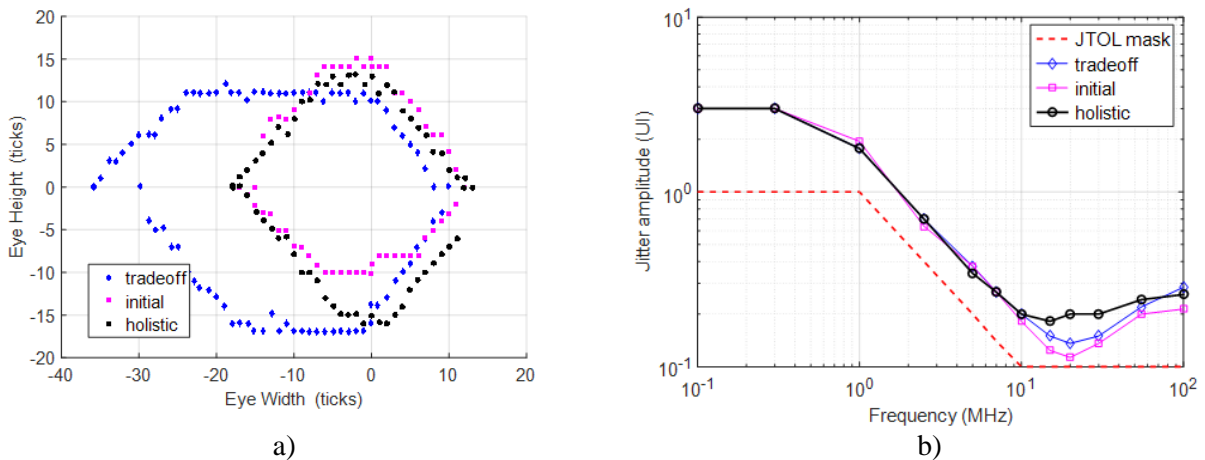 20
15
10
5
0
-5
-10
-15
-20
Eye Height (ticks)
tradeoff
initial
holistic
-40 -30 -20 -10 0 10 20
Eye Width (ticks)
a)
10^1
10^0
10^-1
Jitter amplitude (UI)
JTOL mask
tradeoff
initial
holistic
10^-1 10^0 10^1 10^2
Frequency (MHz)
b)